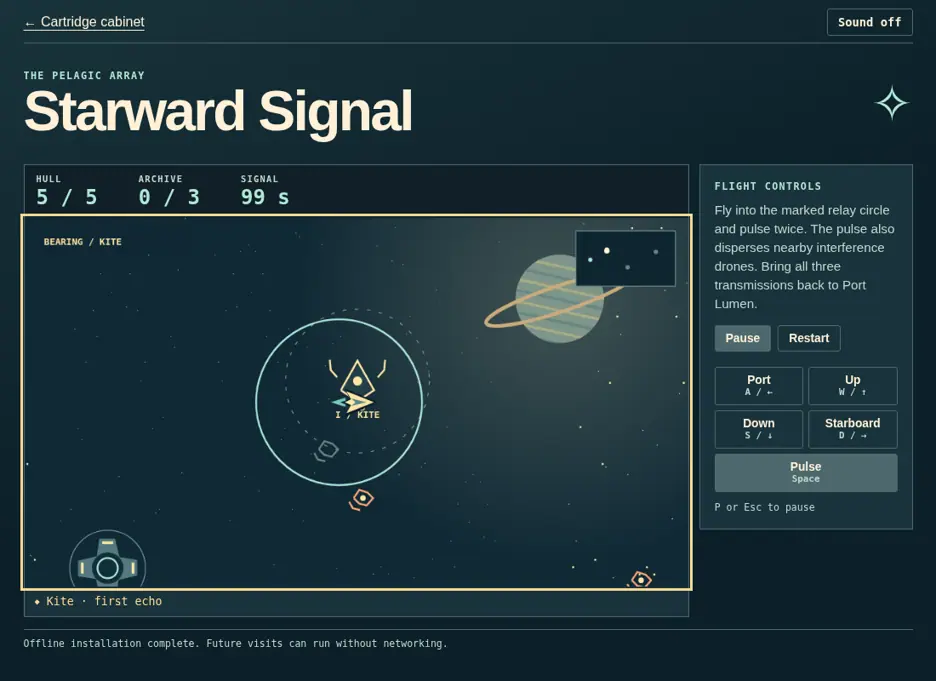 ← Cartridge cabinet
Sound off
THE PELAGIC ARRAY
Starward Signal
HULL
5 / 5
ARCHIVE
0 / 3
SIGNAL
99 s
BEARING / KITE
I / KITE
◆ Kite · first echo
FLIGHT CONTROLS
Fly into the marked relay circle
and pulse twice. The pulse also
disperses nearby interference
drones. Bring all three
transmissions back to Port
Lumen.
Pause
Restart
Port
A / ←
Up
W / ↑
Down
S / ↓
Starboard
D / →
Pulse
Space
P or Esc to pause
Offline installation complete. Future visits can run without networking.